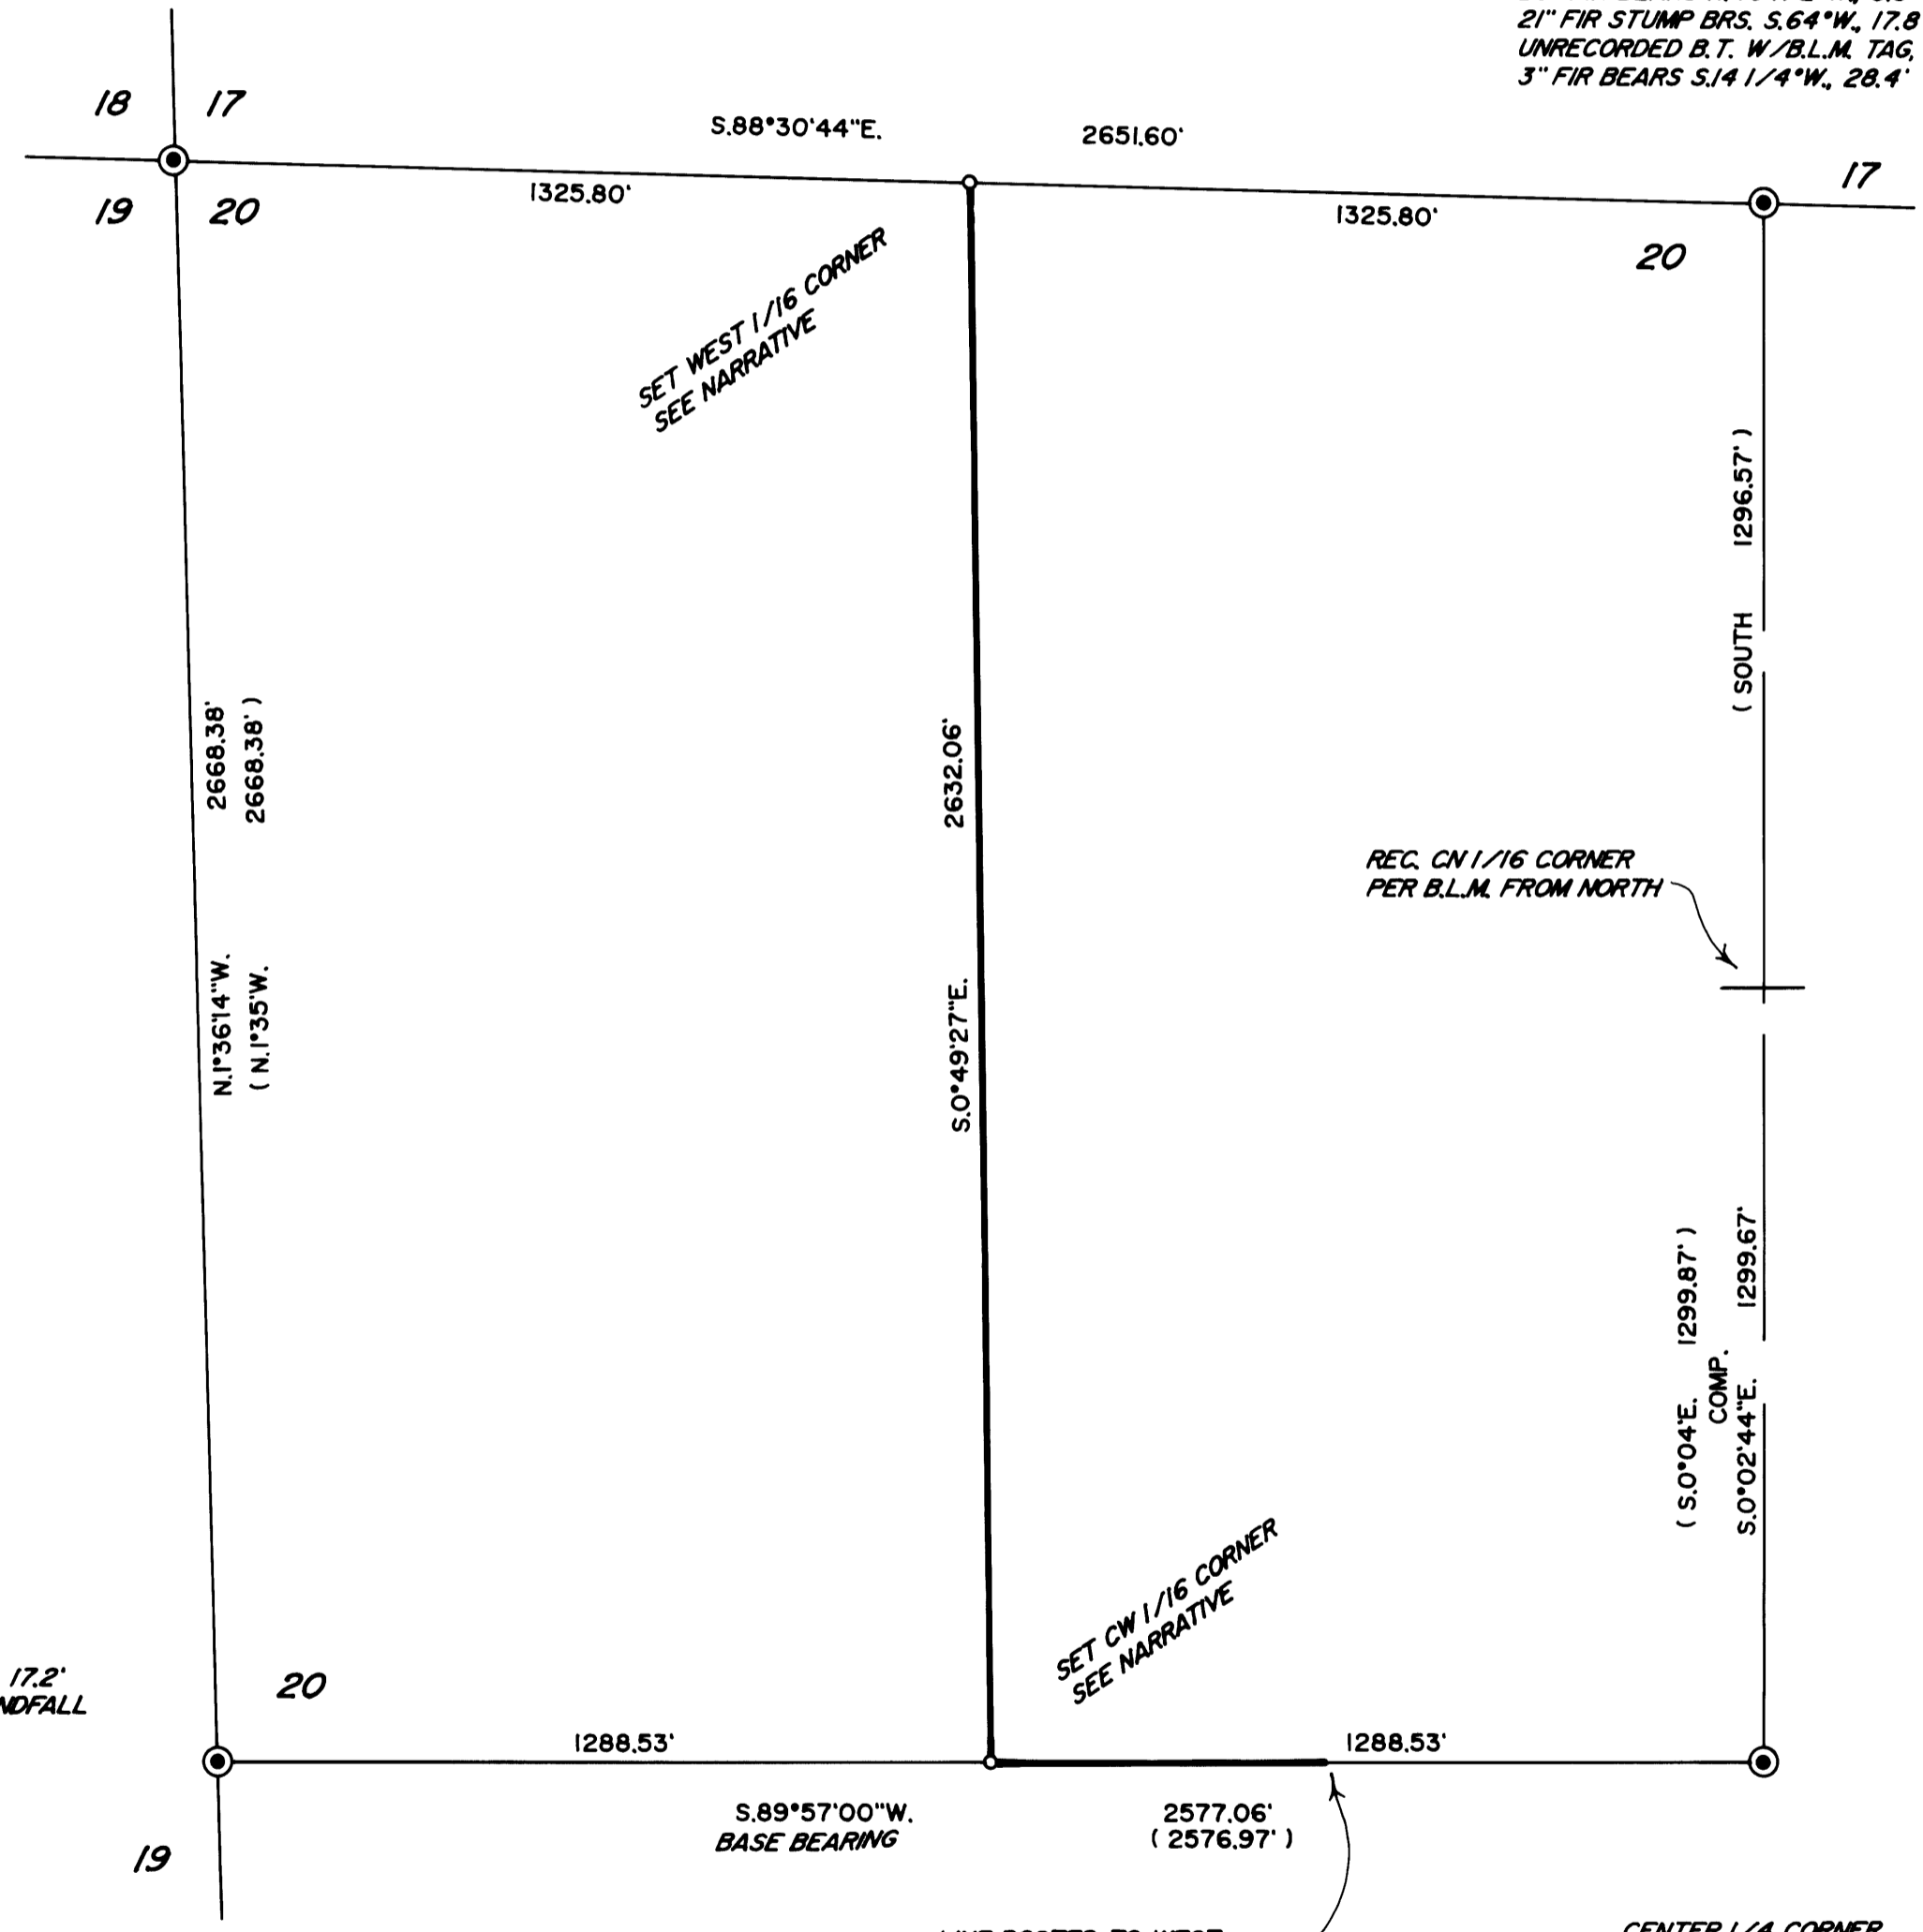 21" FIR STUMP BRS. S.64°W., 17.8
UNRECORDED B.T. W/B.L.M. TAG,
3" FIR BEARS S.14 1/4°W., 28.4'
18 17
S.88°30'44"E. 2651.60'
17
19 20
1325.80'
1325.80'
20
SET WEST 1/16 CORNER
SEE NARRATIVE
( SOUTH 1296.57' )
N.1°36'14"W. 2668.38'
( N.1°35'W. 2668.38' )
S.0°49'27"E. 2632.06'
REC. CN 1/16 CORNER
PER B.L.M. FROM NORTH
( S.0°04'E. 1299.87' )
COMP.
S.0°02'44"E. 1299.67'
SET CW 1/16 CORNER
SEE NARRATIVE
17.2'
NDFALL
20
1288.53'
1288.53'
S.89°57'00"W. 2577.06'
BASE BEARING ( 2576.97' )
19
CENTER 1/4 CORNER